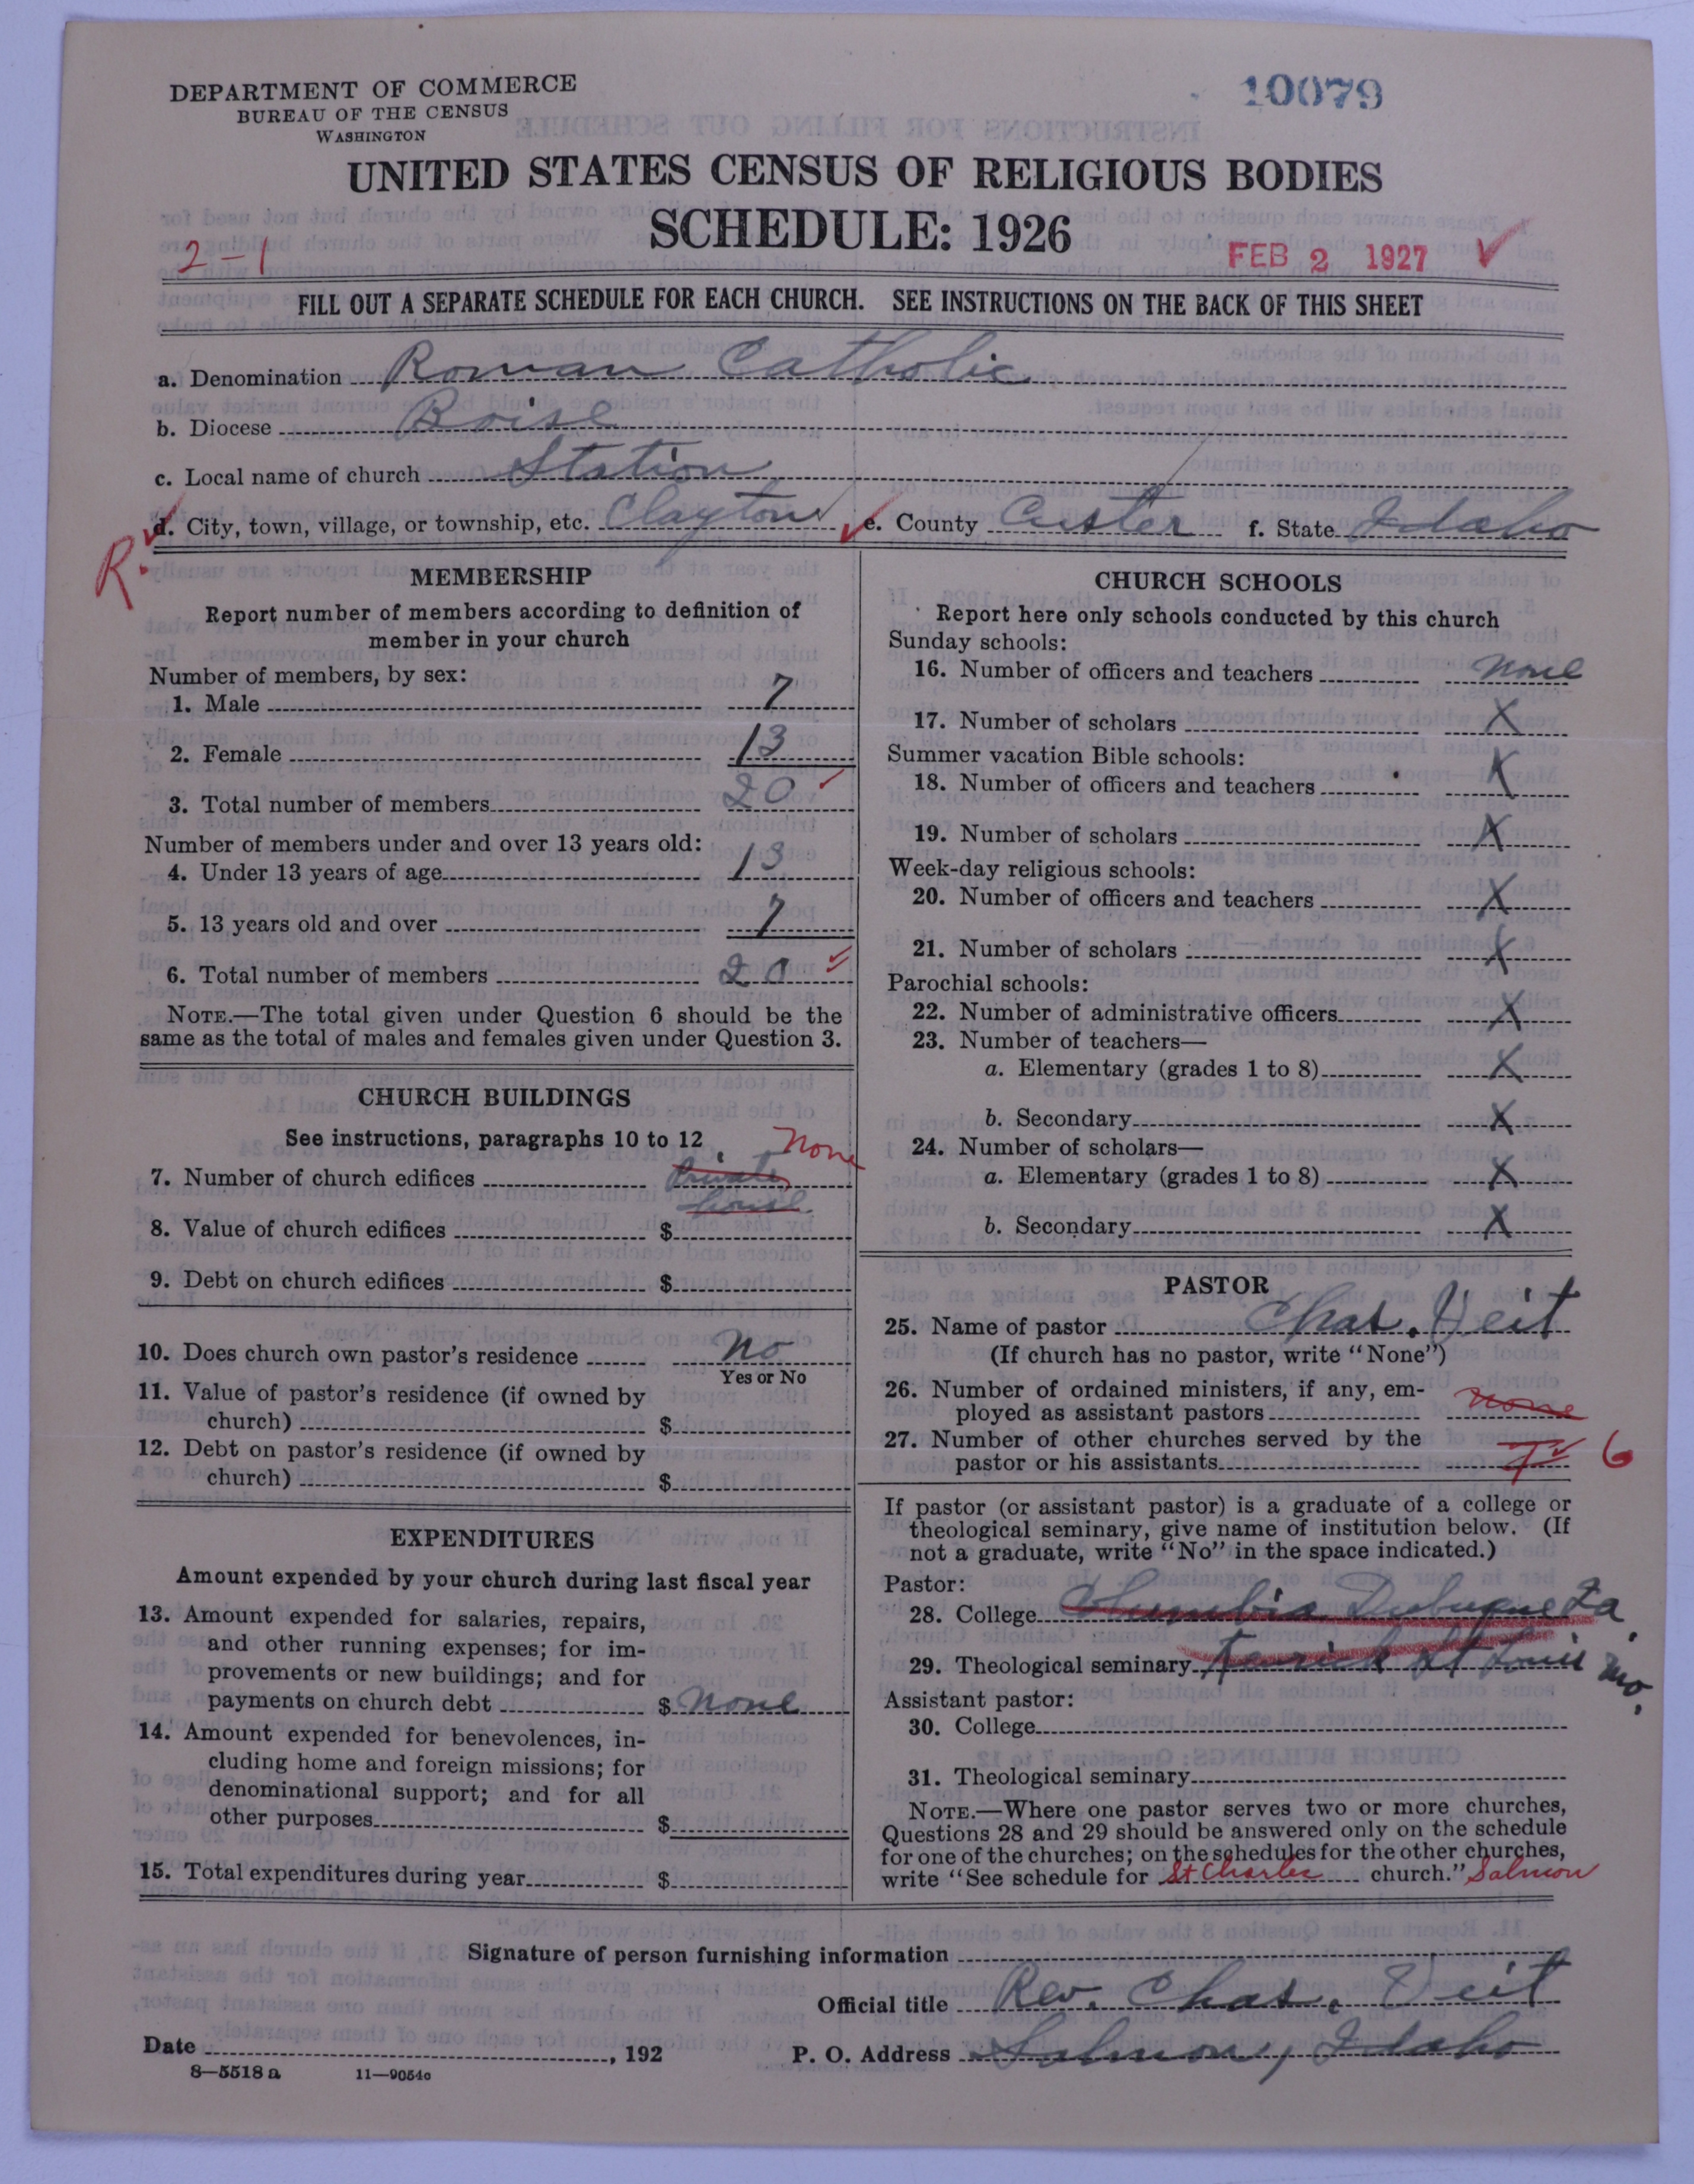 DEPARTMENT OF COMMERCE
BUREAU OF THE CENSUS
WASHINGTON
10079
UNITED STATES CENSUS OF RELIGIOUS BODIES
SCHEDULE: 1926
2-1
FEB 2 1927 ✓
FILL OUT A SEPARATE SCHEDULE FOR EACH CHURCH. SEE INSTRUCTIONS ON THE BACK OF THIS SHEET
a. Denomination Roman Catholic
b. Diocese Boise
c. Local name of church Station
R. d. City, town, village, or township, etc. Clayton e. County Custer f. State Idaho
MEMBERSHIP
Report number of members according to definition of
member in your church
Number of members, by sex:
1. Male 7
2. Female 13
3. Total number of members 20
Number of members under and over 13 years old:
4. Under 13 years of age 13
5. 13 years old and over 7
6. Total number of members 20
NOTE.—The total given under Question 6 should be the
same as the total of males and females given under Question 3.
CHURCH BUILDINGS
See instructions, paragraphs 10 to 12
None
7. Number of church edifices Private
house
8. Value of church edifices $
9. Debt on church edifices $
10. Does church own pastor's residence No
Yes or No
11. Value of pastor's residence (if owned by
church) $
12. Debt on pastor's residence (if owned by
church) $
EXPENDITURES
Amount expended by your church during last fiscal year
13. Amount expended for salaries, repairs,
and other running expenses; for im-
provements or new buildings; and for
payments on church debt $ None
14. Amount expended for benevolences, in-
cluding home and foreign missions; for
denominational support; and for all
other purposes $
15. Total expenditures during year $
CHURCH SCHOOLS
Report here only schools conducted by this church
Sunday schools:
16. Number of officers and teachers None
17. Number of scholars X
Summer vacation Bible schools:
18. Number of officers and teachers X
19. Number of scholars X
Week-day religious schools:
20. Number of officers and teachers X
21. Number of scholars X
Parochial schools:
22. Number of administrative officers X
23. Number of teachers—
a. Elementary (grades 1 to 8) X
b. Secondary X
24. Number of scholars—
a. Elementary (grades 1 to 8) X
b. Secondary X
PASTOR
25. Name of pastor Chas. Veit
(If church has no pastor, write "None")
26. Number of ordained ministers, if any, em-
ployed as assistant pastors None
27. Number of other churches served by the
pastor or his assistants 7 6
If pastor (or assistant pastor) is a graduate of a college or
theological seminary, give name of institution below. (If
not a graduate, write "No" in the space indicated.)
Pastor:
28. College Columbia Dubuque Ia.
29. Theological seminary Kenrick St Louis Mo.
Assistant pastor:
30. College
31. Theological seminary
NOTE.—Where one pastor serves two or more churches,
Questions 28 and 29 should be answered only on the schedule
for one of the churches; on the schedules for the other churches,
write "See schedule for St Charles church." Salmon
Signature of person furnishing information
Official title Rev. Chas. Veit
Date , 192 P. O. Address Salmon, Idaho
8—5518 a 11—9054c